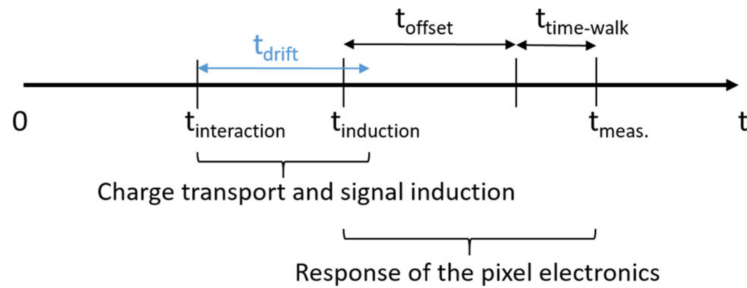 t_offset
t_time-walk
t_drift
0
t_interaction
t_induction
t_meas.
t
Charge transport and signal induction
Response of the pixel electronics